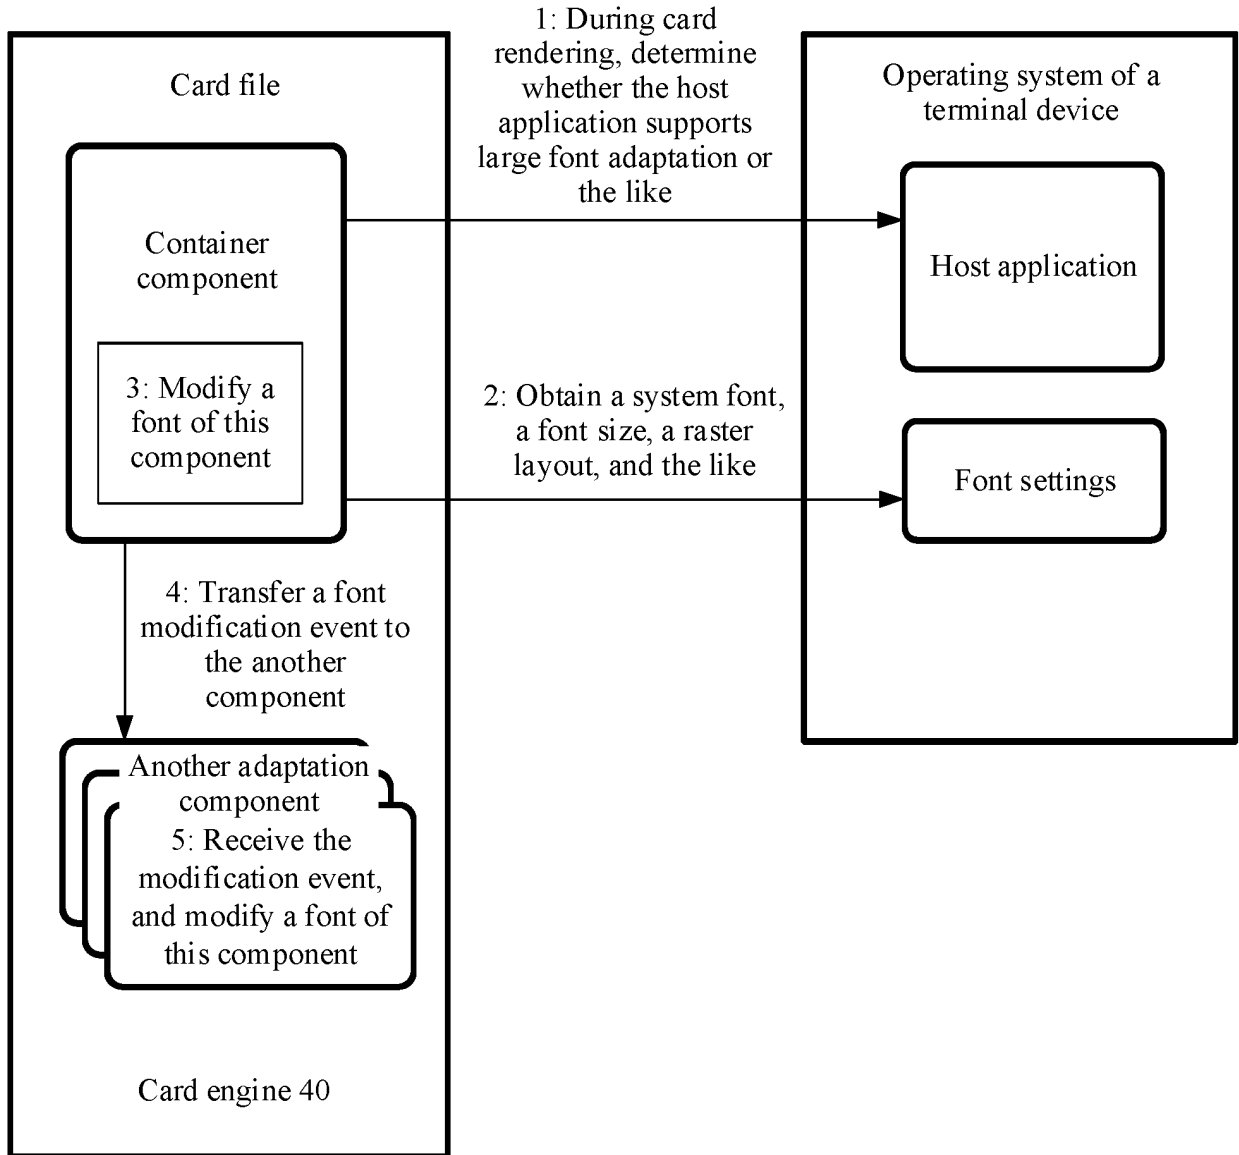 Card file
Container
component
3: Modify a
font of this
component
4: Transfer a font
modification event to
the another
component
Another adaptation
component
5: Receive the
modification event,
and modify a font of
this component
Card engine 40
1: During card
rendering, determine
whether the host
application supports
large font adaptation or
the like
2: Obtain a system font,
a font size, a raster
layout, and the like
Operating system of a
terminal device
Host application
Font settings